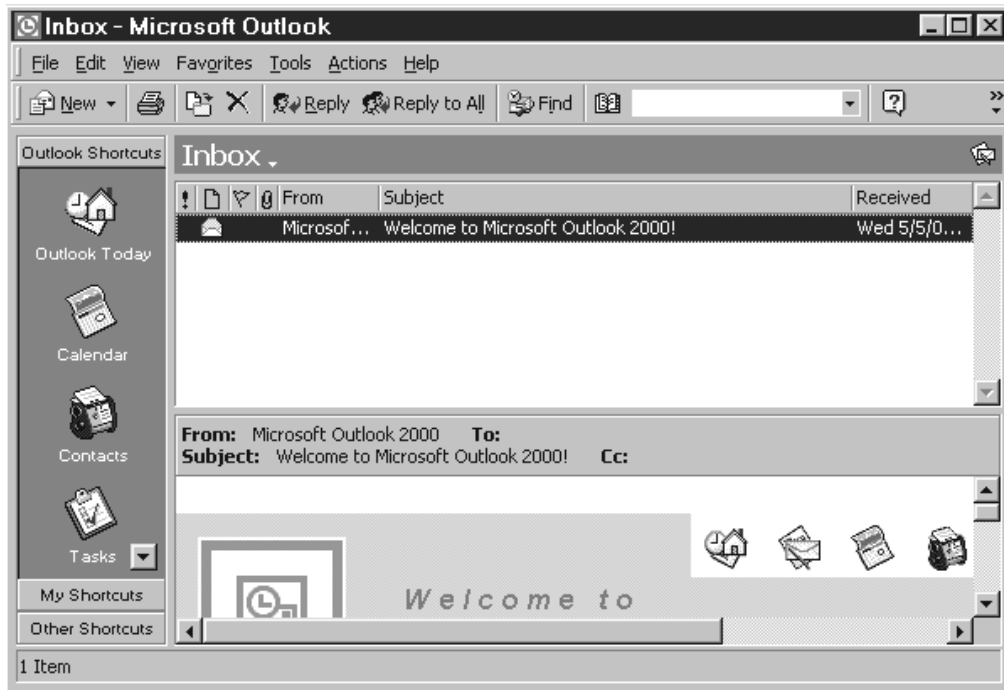 Inbox - Microsoft Outlook
File Edit View Favorites Tools Actions Help
New Reply Reply to All Find
Outlook Shortcuts
Inbox
From Subject Received
Microsof... Welcome to Microsoft Outlook 2000! Wed 5/5/0...
Outlook Today
Calendar
Contacts
Tasks
My Shortcuts
Other Shortcuts
From: Microsoft Outlook 2000 To:
Subject: Welcome to Microsoft Outlook 2000! Cc:
Welcome to
1 Item